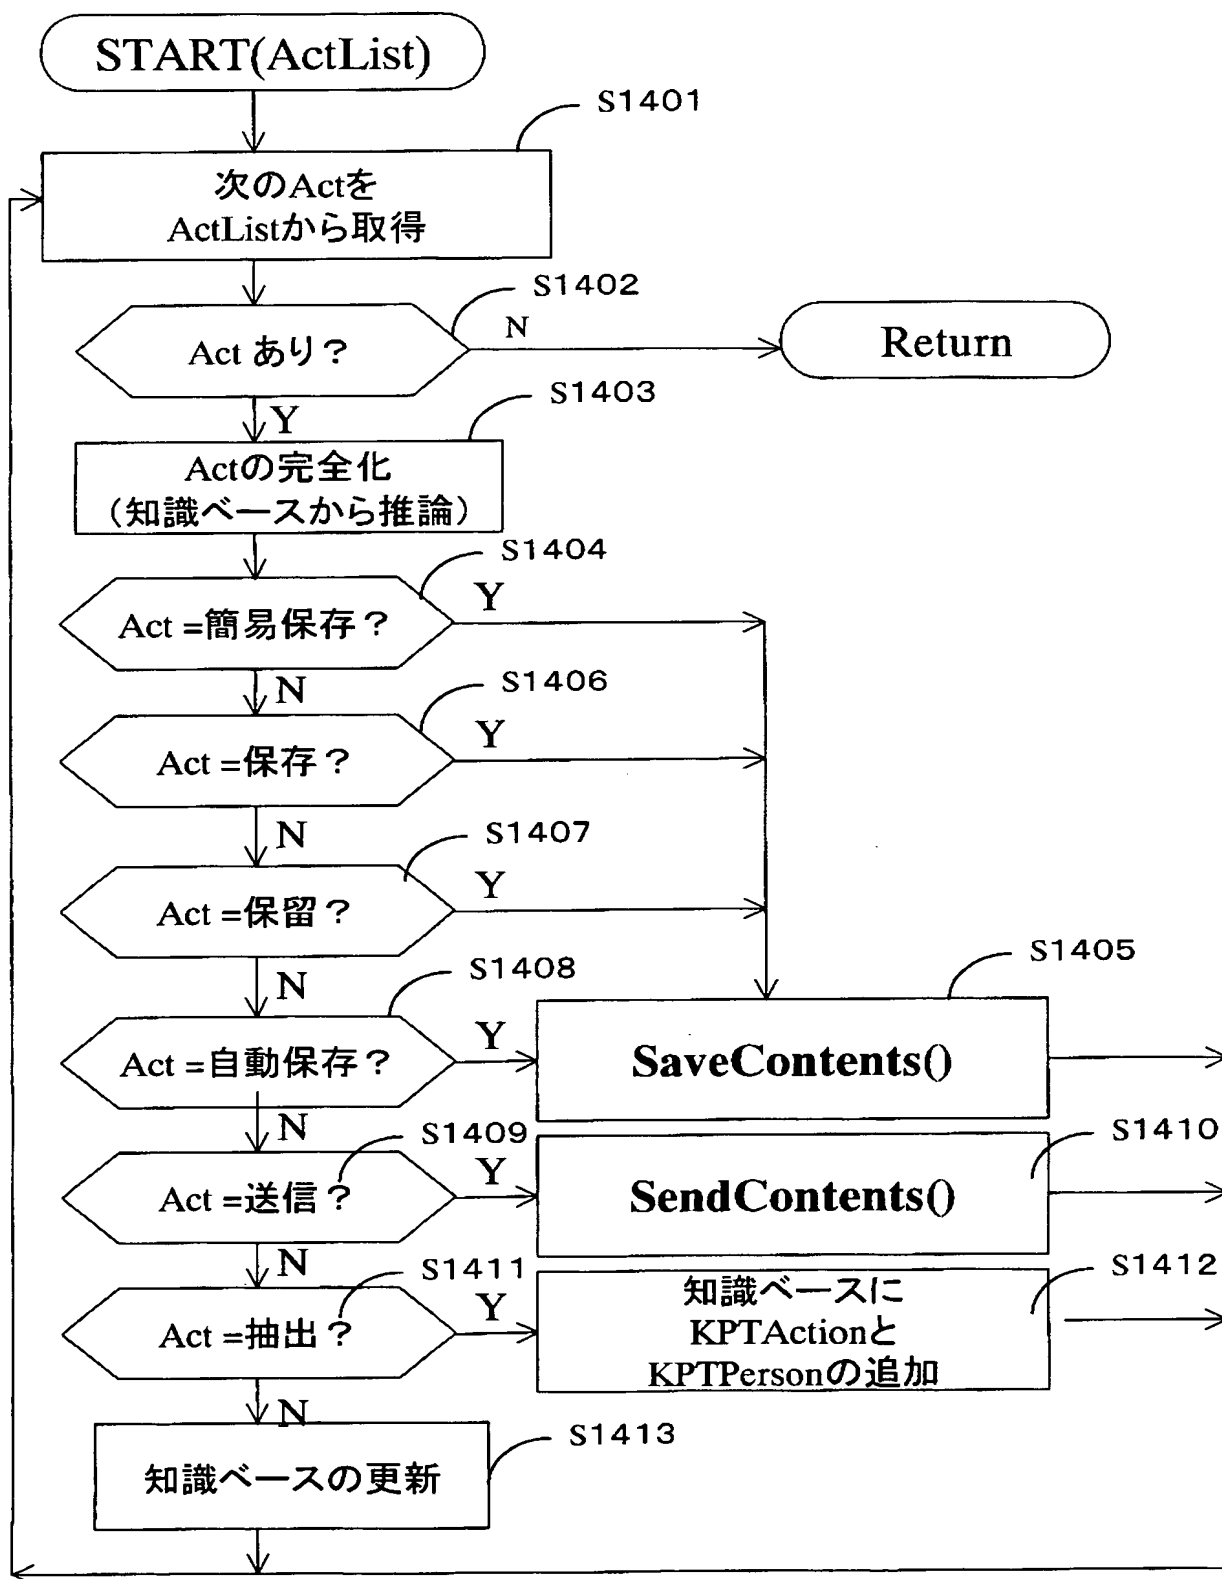 START(ActList)
S1401
次のActを
ActListから取得
S1402
Act あり？
N
Return
Y
S1403
Actの完全化
（知識ベースから推論）
S1404
Act =簡易保存？
Y
N
S1406
Act =保存？
Y
N
S1407
Act =保留？
Y
N
S1408
Act =自動保存？
Y
S1405
SaveContents()
N
S1409
Act =送信？
Y
S1410
SendContents()
N
S1411
Act =抽出？
Y
S1412
知識ベースに
KPTActionと
KPTPersonの追加
N
S1413
知識ベースの更新